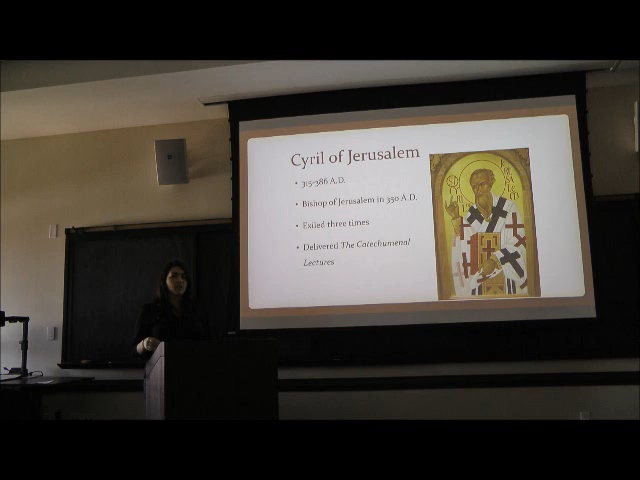 Cyril of Jerusalem
• 315-386 A.D.
• Bishop of Jerusalem in 350 A.D.
• Exiled three times
• Delivered The Catechumenal
Lectures